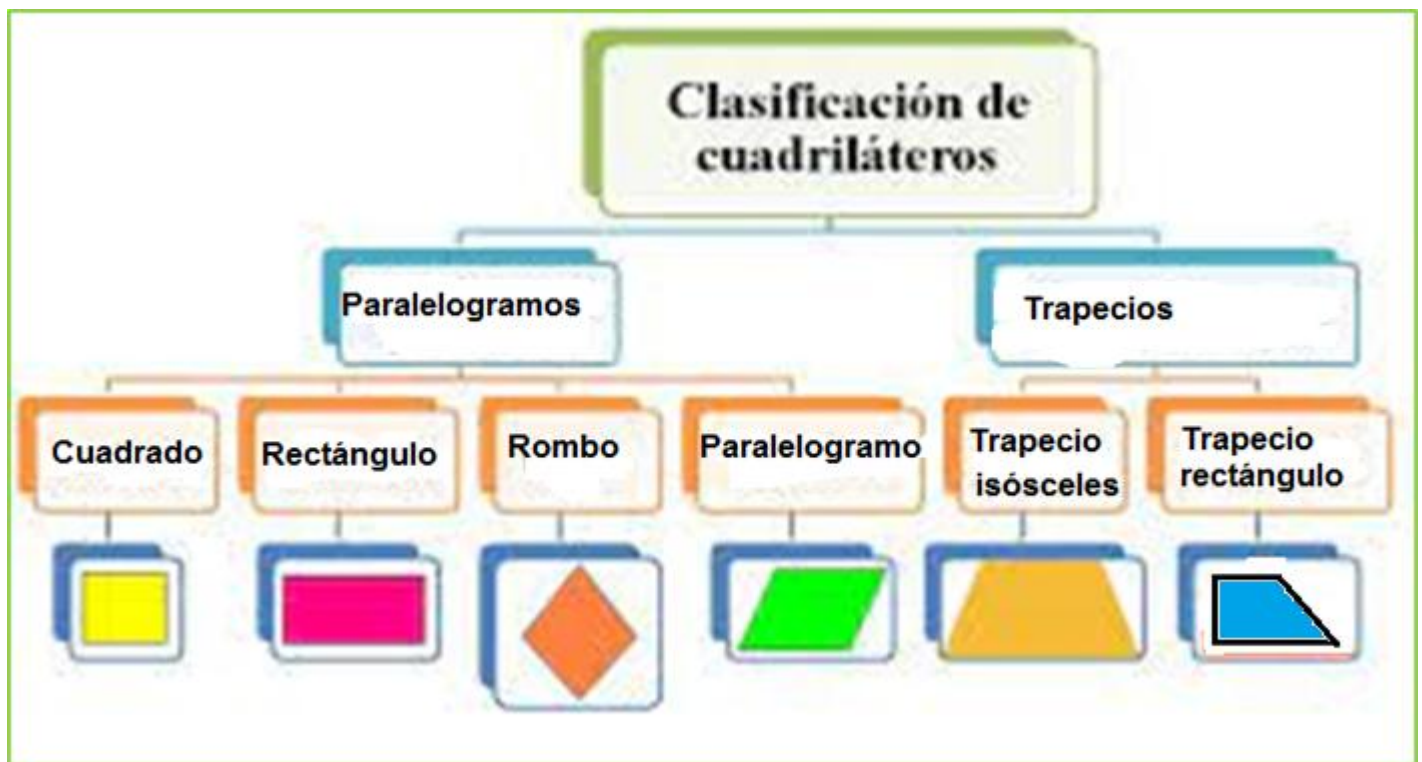 Clasificación de
cuadriláteros
Paralelogramos
Trapecios
Cuadrado
Rectángulo
Rombo
Paralelogramo
Trapecio
isósceles
Trapecio
rectángulo